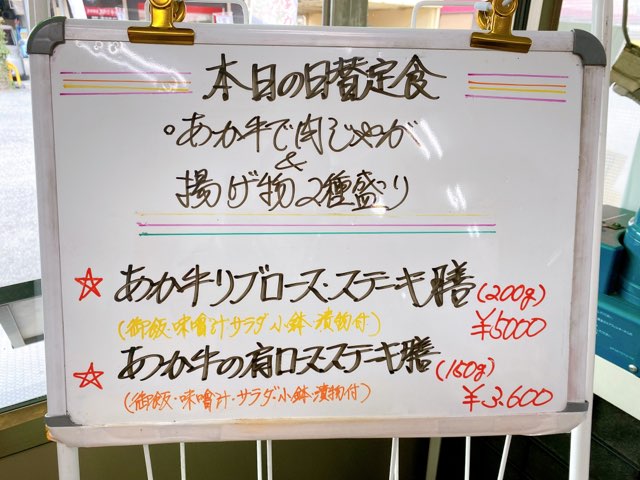 本日の日替定食
。あか牛で肉じゃが
&
揚げ物2種盛り
☆ あか牛リブロース・ステーキ膳(200g)
(御飯・味噌汁・サラダ・小鉢・漬物付) ¥5000
☆ あか牛の肩ロースステーキ膳(150g)
(御飯・味噌汁・サラダ・小鉢・漬物付) ¥3.600